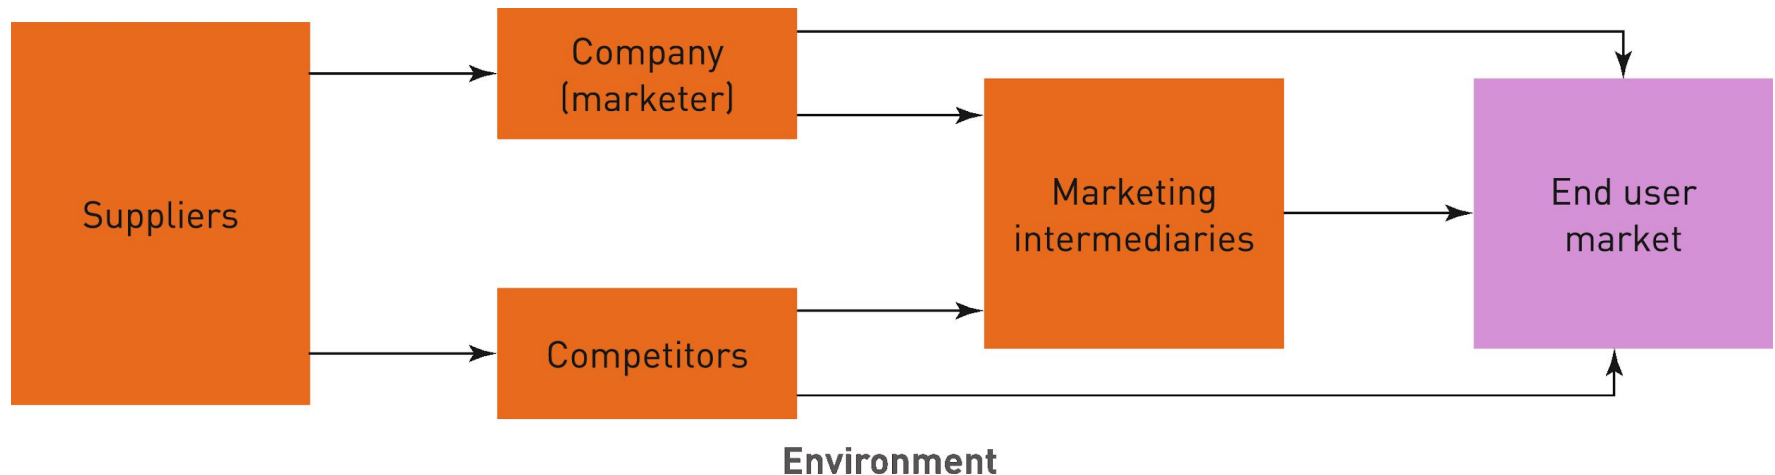 Suppliers
Company
(marketer)
Competitors
Marketing
intermediaries
End user
market
Environment